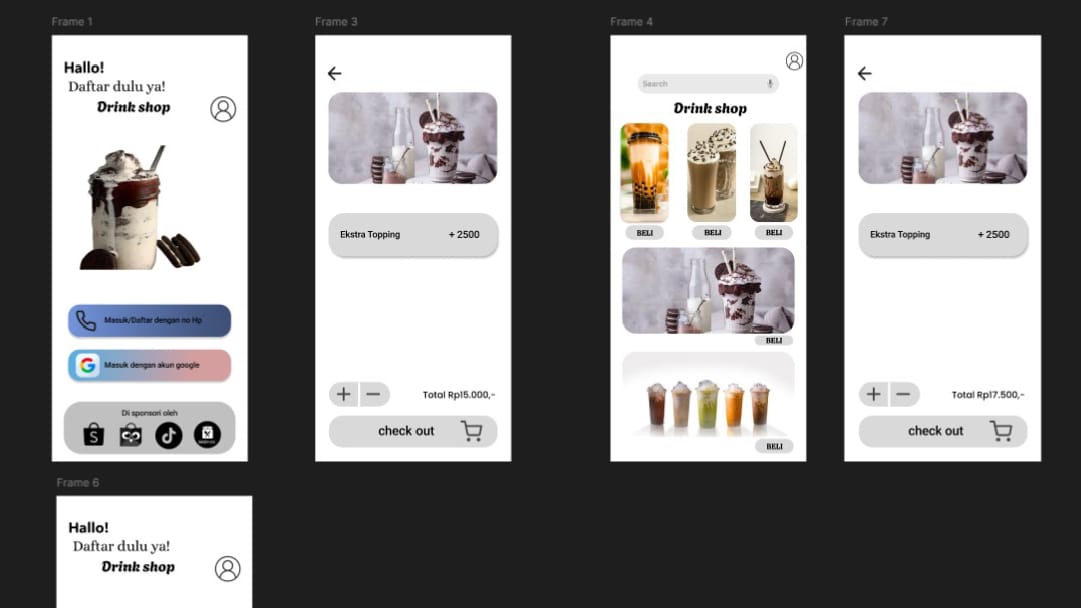 Frame 1
Hallo!
Daftar dulu ya!
Drink shop
Masuk/Daftar dengan no Hp
Masuk dengan akun google
Di sponsori oleh
Frame 3
Ekstra Topping + 2500
+ − Total Rp15.000,-
check out
Frame 4
Search
Drink shop
BELI BELI BELI
BELI
BELI
Frame 7
Ekstra Topping + 2500
+ − Total Rp17.500,-
check out
Frame 6
Hallo!
Daftar dulu ya!
Drink shop